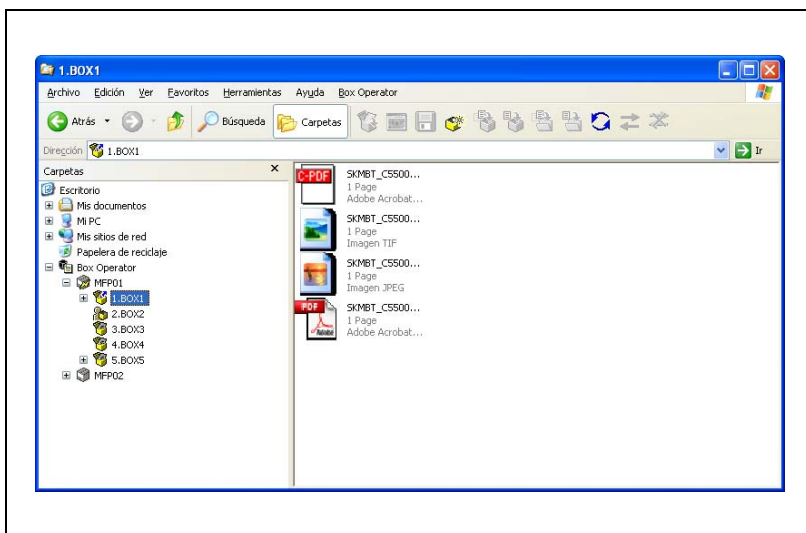 1.BOX1
Archivo Edición Ver Favoritos Herramientas Ayuda Box Operator
Atrás Búsqueda Carpetas
Dirección 1.BOX1 Ir
Carpetas
Escritorio
Mis documentos
Mi PC
Mis sitios de red
Papelera de reciclaje
Box Operator
MFP01
1.BOX1
2.BOX2
3.BOX3
4.BOX4
5.BOX5
MFP02
C-PDF
SKMBT_C5500...
1 Page
Adobe Acrobat...
SKMBT_C5500...
1 Page
Imagen TIF
SKMBT_C5500...
1 Page
Imagen JPEG
PDF
Adobe
SKMBT_C5500...
1 Page
Adobe Acrobat...